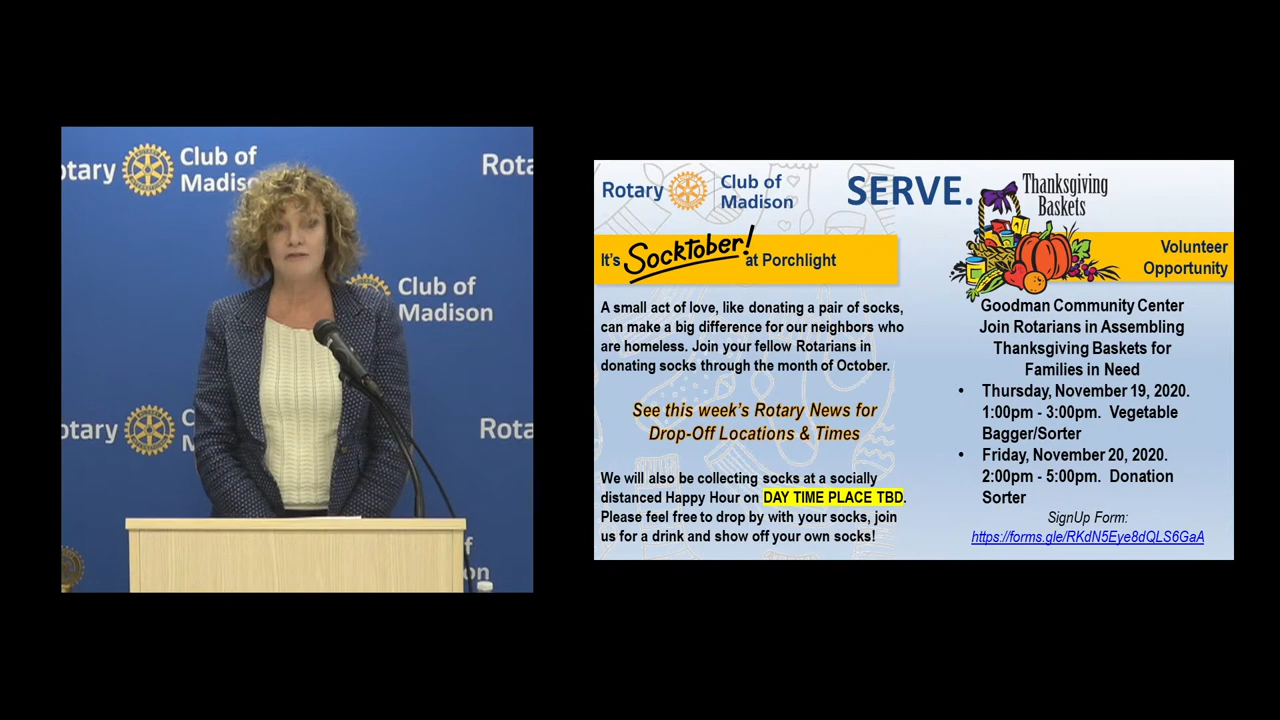 otary Club of
Madiso
Rota
Club of
Madison
otary C
M
Rota
on
Rotary Club of
Madison
SERVE.
Thanksgiving
Baskets
It's Socktober! at Porchlight
Volunteer
Opportunity
A small act of love, like donating a pair of socks,
can make a big difference for our neighbors who
are homeless. Join your fellow Rotarians in
donating socks through the month of October.
See this week's Rotary News for
Drop-Off Locations & Times
We will also be collecting socks at a socially
distanced Happy Hour on DAY TIME PLACE TBD.
Please feel free to drop by with your socks, join
us for a drink and show off your own socks!
Goodman Community Center
Join Rotarians in Assembling
Thanksgiving Baskets for
Families in Need
• Thursday, November 19, 2020.
1:00pm - 3:00pm. Vegetable
Bagger/Sorter
• Friday, November 20, 2020.
2:00pm - 5:00pm. Donation
Sorter
SignUp Form:
https://forms.gle/RKdN5Eye8dQLS6GaA